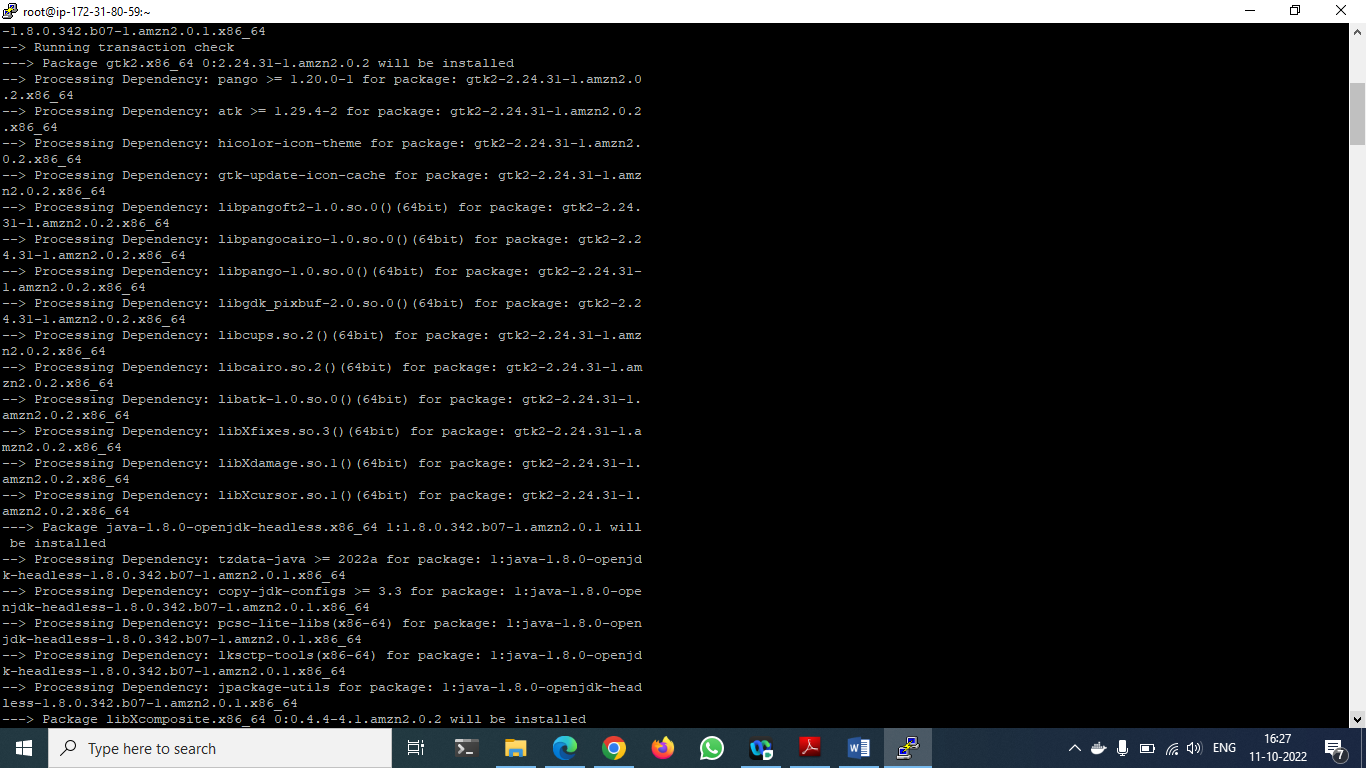 root@ip-172-31-80-59:~
-1.8.0.342.b07-1.amzn2.0.1.x86_64
--> Running transaction check
---> Package gtk2.x86_64 0:2.24.31-1.amzn2.0.2 will be installed
--> Processing Dependency: pango >= 1.20.0-1 for package: gtk2-2.24.31-1.amzn2.0
.2.x86_64
--> Processing Dependency: atk >= 1.29.4-2 for package: gtk2-2.24.31-1.amzn2.0.2
.x86_64
--> Processing Dependency: hicolor-icon-theme for package: gtk2-2.24.31-1.amzn2.
0.2.x86_64
--> Processing Dependency: gtk-update-icon-cache for package: gtk2-2.24.31-1.amz
n2.0.2.x86_64
--> Processing Dependency: libpangoft2-1.0.so.0()(64bit) for package: gtk2-2.24.
31-1.amzn2.0.2.x86_64
--> Processing Dependency: libpangocairo-1.0.so.0()(64bit) for package: gtk2-2.2
4.31-1.amzn2.0.2.x86_64
--> Processing Dependency: libpango-1.0.so.0()(64bit) for package: gtk2-2.24.31-
1.amzn2.0.2.x86_64
--> Processing Dependency: libgdk_pixbuf-2.0.so.0()(64bit) for package: gtk2-2.2
4.31-1.amzn2.0.2.x86_64
--> Processing Dependency: libcups.so.2()(64bit) for package: gtk2-2.24.31-1.amz
n2.0.2.x86_64
--> Processing Dependency: libcairo.so.2()(64bit) for package: gtk2-2.24.31-1.am
zn2.0.2.x86_64
--> Processing Dependency: libatk-1.0.so.0()(64bit) for package: gtk2-2.24.31-1.
amzn2.0.2.x86_64
--> Processing Dependency: libXfixes.so.3()(64bit) for package: gtk2-2.24.31-1.a
mzn2.0.2.x86_64
--> Processing Dependency: libXdamage.so.1()(64bit) for package: gtk2-2.24.31-1.
amzn2.0.2.x86_64
--> Processing Dependency: libXcursor.so.1()(64bit) for package: gtk2-2.24.31-1.
amzn2.0.2.x86_64
---> Package java-1.8.0-openjdk-headless.x86_64 1:1.8.0.342.b07-1.amzn2.0.1 will
 be installed
--> Processing Dependency: tzdata-java >= 2022a for package: 1:java-1.8.0-openjd
k-headless-1.8.0.342.b07-1.amzn2.0.1.x86_64
--> Processing Dependency: copy-jdk-configs >= 3.3 for package: 1:java-1.8.0-ope
njdk-headless-1.8.0.342.b07-1.amzn2.0.1.x86_64
--> Processing Dependency: pcsc-lite-libs(x86-64) for package: 1:java-1.8.0-open
jdk-headless-1.8.0.342.b07-1.amzn2.0.1.x86_64
--> Processing Dependency: lksctp-tools(x86-64) for package: 1:java-1.8.0-openjd
k-headless-1.8.0.342.b07-1.amzn2.0.1.x86_64
--> Processing Dependency: jpackage-utils for package: 1:java-1.8.0-openjdk-head
less-1.8.0.342.b07-1.amzn2.0.1.x86_64
---> Package libXcomposite.x86_64 0:0.4.4-4.1.amzn2.0.2 will be installed
Type here to search
ENG
16:27
11-10-2022
7